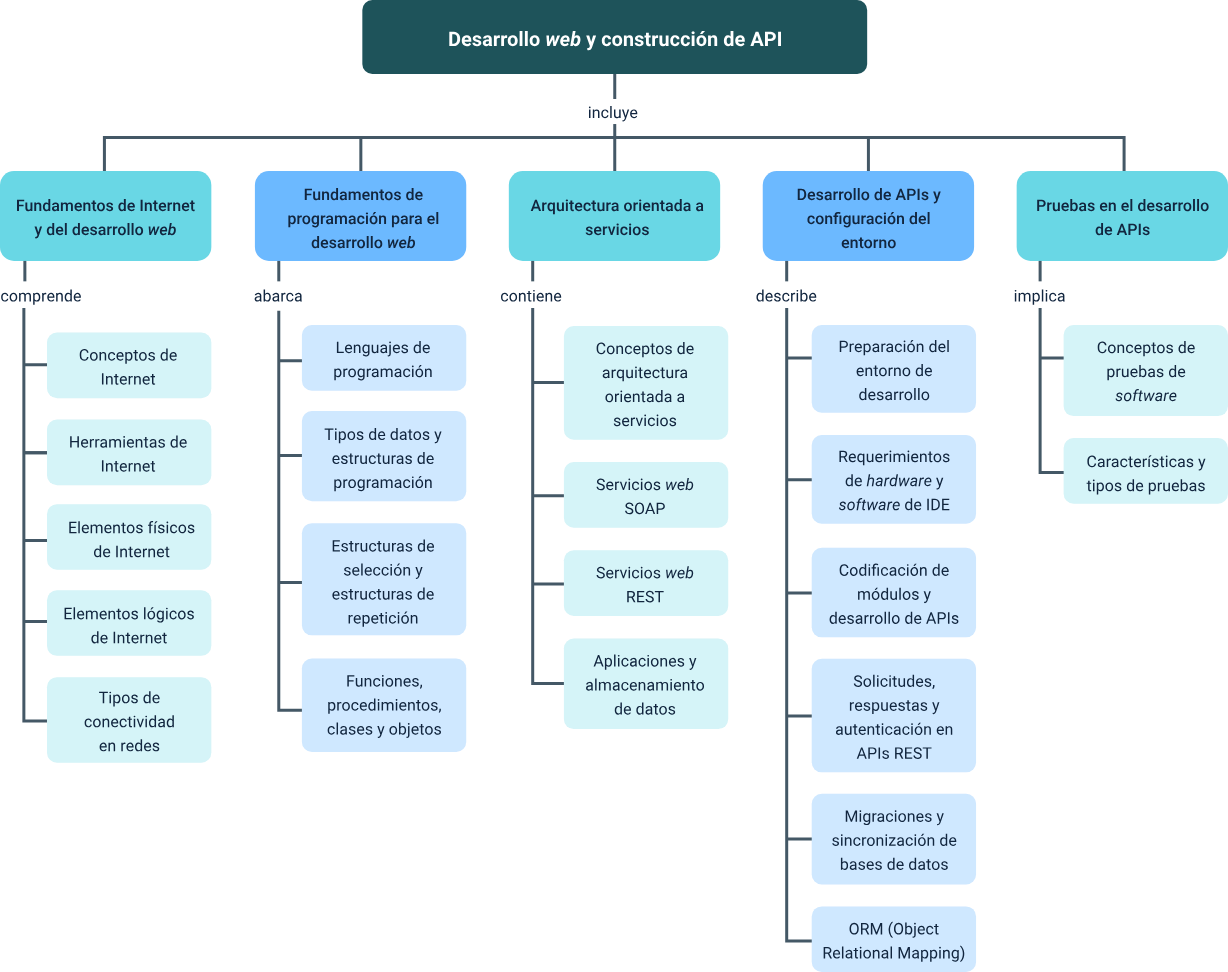 Desarrollo web y construcción de API
incluye
Fundamentos de Internet
y del desarrollo web
comprende
Conceptos de
Internet
Herramientas de
Internet
Elementos físicos
de Internet
Elementos lógicos
de Internet
Tipos de
conectividad
en redes
Fundamentos de
programación para el
desarrollo web
abarca
Lenguajes de
programación
Tipos de datos y
estructuras de
programación
Estructuras de
selección y
estructuras de
repetición
Funciones,
procedimientos,
clases y objetos
Arquitectura orientada a
servicios
contiene
Conceptos de
arquitectura
orientada a
servicios
Servicios web
SOAP
Servicios web
REST
Aplicaciones y
almacenamiento
de datos
Desarrollo de APIs y
configuración del
entorno
describe
Preparación del
entorno de
desarrollo
Requerimientos
de hardware y
software de IDE
Codificación de
módulos y
desarrollo de APIs
Solicitudes,
respuestas y
autenticación en
APIs REST
Migraciones y
sincronización de
bases de datos
ORM (Object
Relational Mapping)
Pruebas en el desarrollo
de APIs
implica
Conceptos de
pruebas de
software
Características y
tipos de pruebas